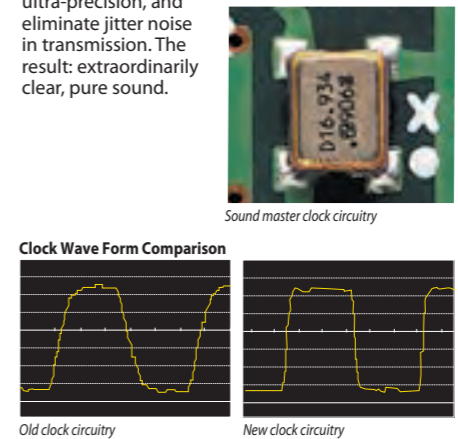 ultra-precision, and
eliminate jitter noise
in transmission. The
result: extraordinarily
clear, pure sound.
D16.934
Sound master clock circuitry
Clock Wave Form Comparison
Old clock circuitry
New clock circuitry